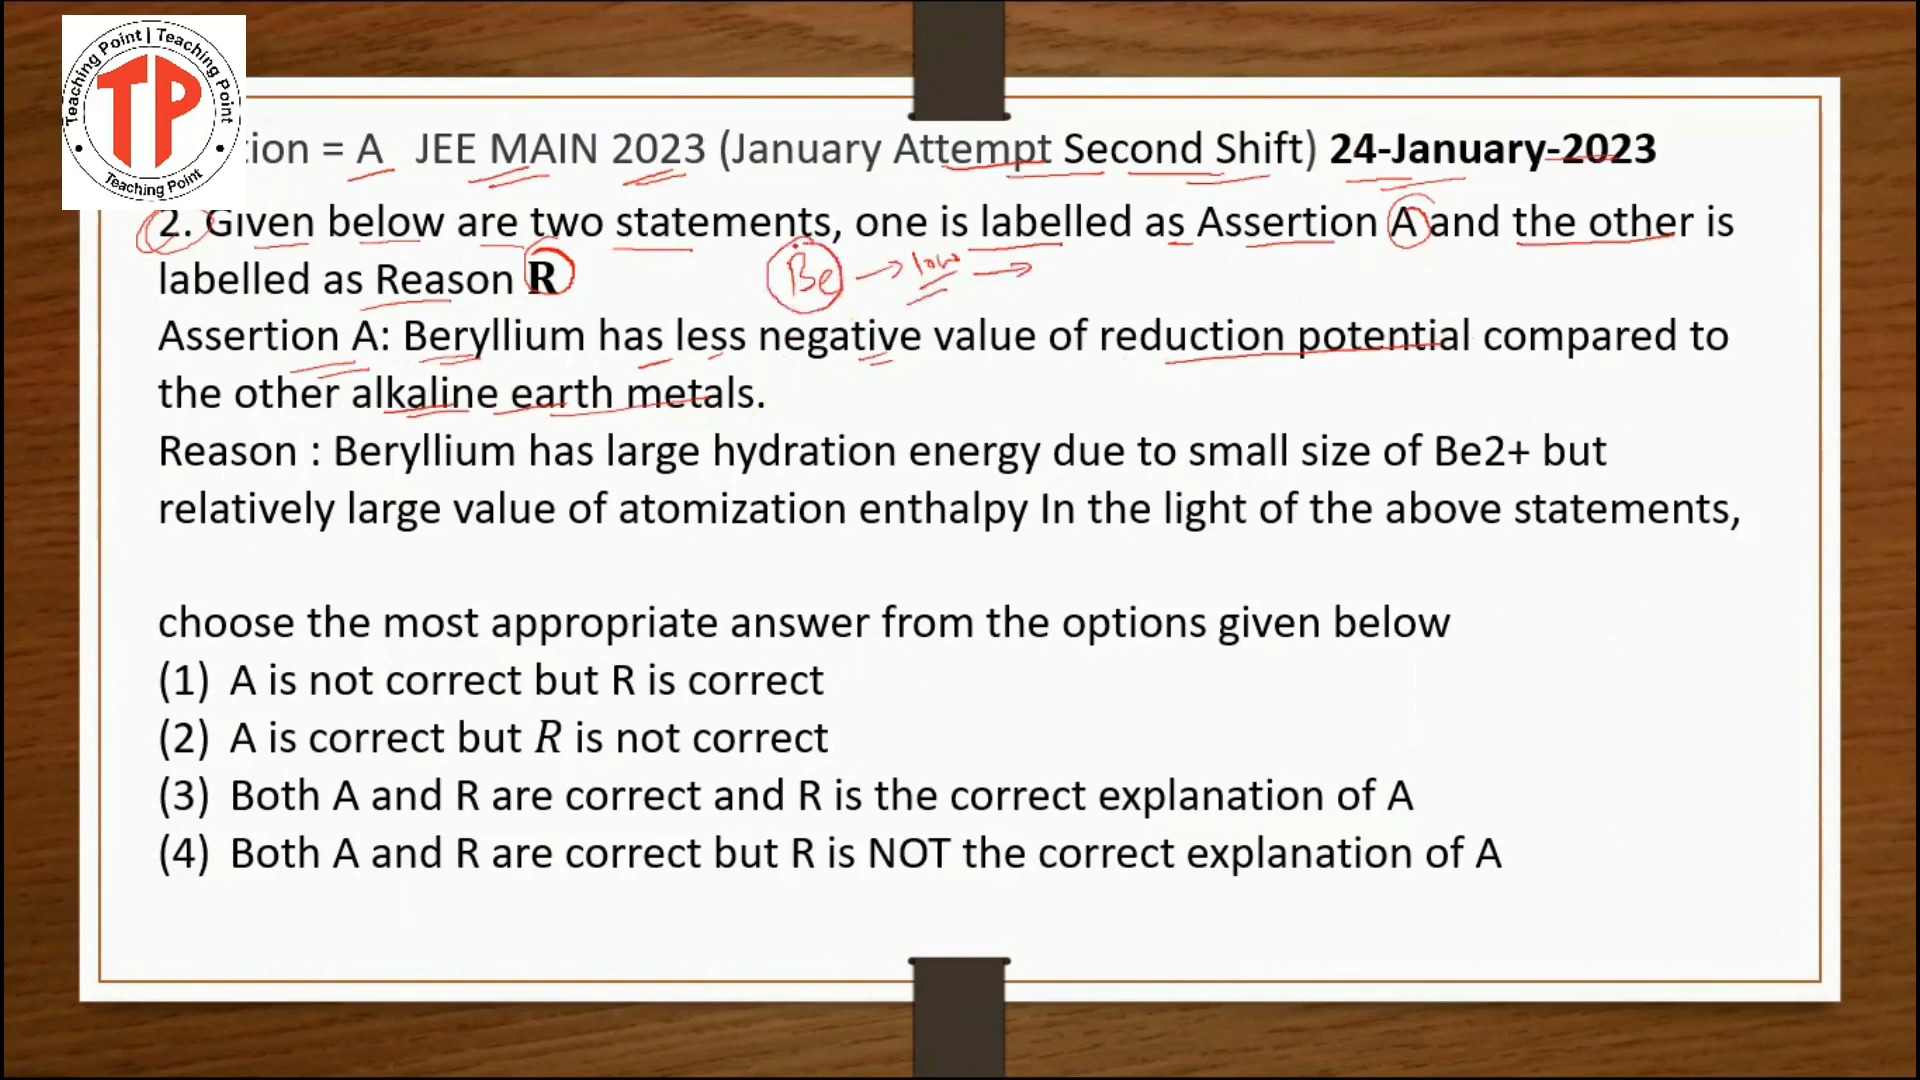 Teaching Point | Teaching Point
TP
Teaching Point
tion = A JEE MAIN 2023 (January Attempt Second Shift) 24-January-2023
2. Given below are two statements, one is labelled as Assertion A and the other is
labelled as Reason R
Be → low →
Assertion A: Beryllium has less negative value of reduction potential compared to
the other alkaline earth metals.
Reason : Beryllium has large hydration energy due to small size of Be2+ but
relatively large value of atomization enthalpy In the light of the above statements,
choose the most appropriate answer from the options given below
(1) A is not correct but R is correct
(2) A is correct but R is not correct
(3) Both A and R are correct and R is the correct explanation of A
(4) Both A and R are correct but R is NOT the correct explanation of A